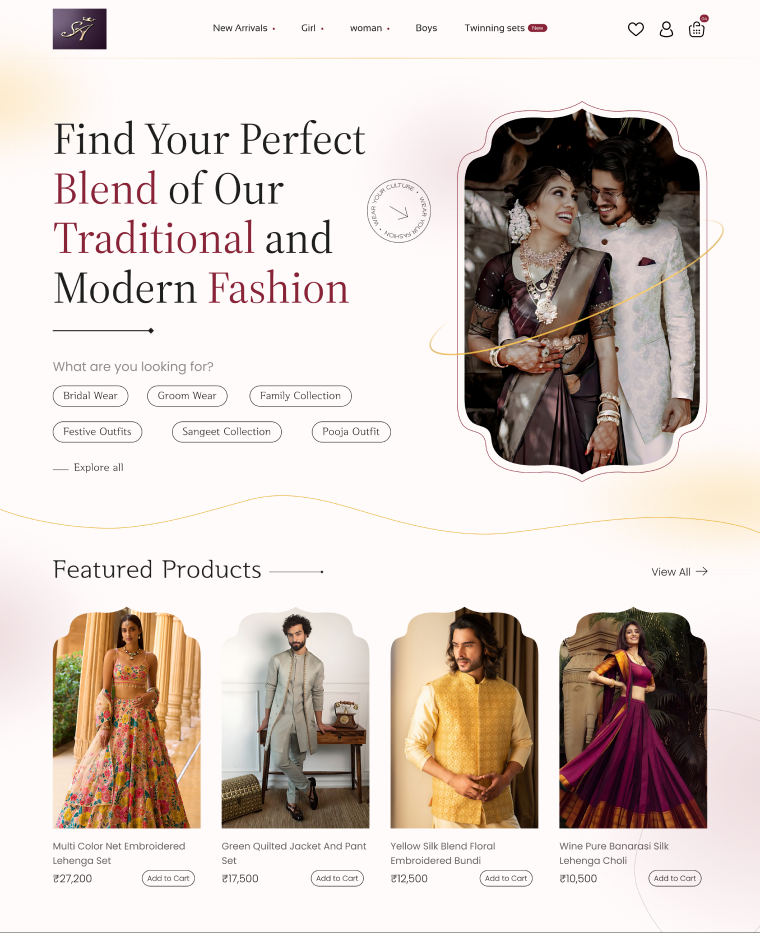 New Arrivals • Girl • woman • Boys Twinning sets New
Find Your Perfect
Blend of Our
Traditional and
Modern Fashion
WEAR YOUR CULTURE • WEAR YOUR FASHION •
What are you looking for?
Bridal Wear Groom Wear Family Collection
Festive Outfits Sangeet Collection Pooja Outfit
Explore all
Featured Products
View All
Multi Color Net Embroidered
Lehenga Set
₹27,200 Add to Cart
Green Quilted Jacket And Pant
Set
₹17,500 Add to Cart
Yellow Silk Blend Floral
Embroidered Bundi
₹12,500 Add to Cart
Wine Pure Banarasi Silk
Lehenga Choli
₹10,500 Add to Cart